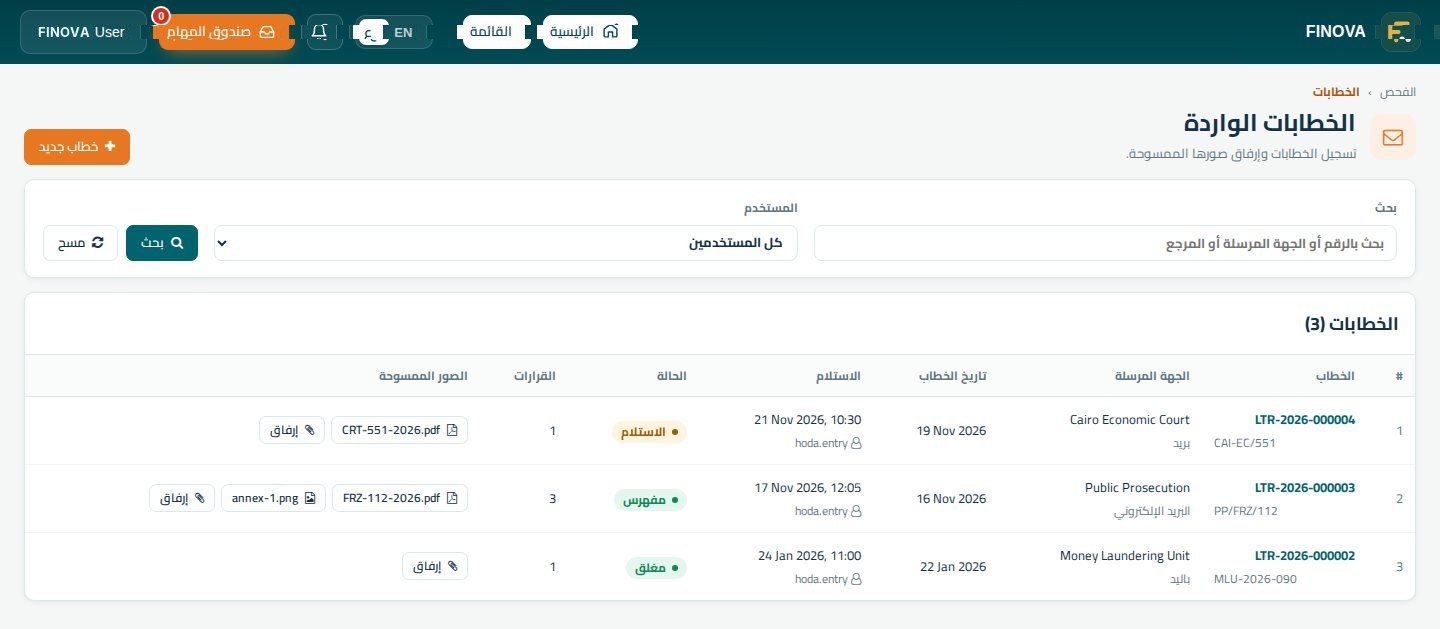 FINOVA
الرئيسية
القائمة
EN ع
صندوق المهام 0
FINOVA User
الفحص › الخطابات
الخطابات الواردة
تسجيل الخطابات وإرفاق صورها الممسوحة.
خطاب جديد
بحث
المستخدم
بحث بالرقم أو الجهة المرسلة أو المرجع
كل المستخدمين
بحث
مسح
الخطابات (3)
# الخطاب الجهة المرسلة تاريخ الخطاب الاستلام الحالة القرارات الصور الممسوحة
1 LTR-2026-000004 Cairo Economic Court 19 Nov 2026 21 Nov 2026, 10:30 الاستلام 1 CRT-551-2026.pdf إرفاق
CAI-EC/551 بريد hoda.entry
2 LTR-2026-000003 Public Prosecution 16 Nov 2026 17 Nov 2026, 12:05 مفهرس 3 FRZ-112-2026.pdf annex-1.png إرفاق
PP/FRZ/112 البريد الإلكتروني hoda.entry
3 LTR-2026-000002 Money Laundering Unit 22 Jan 2026 24 Jan 2026, 11:00 مغلق 1 إرفاق
MLU-2026-090 باليد hoda.entry